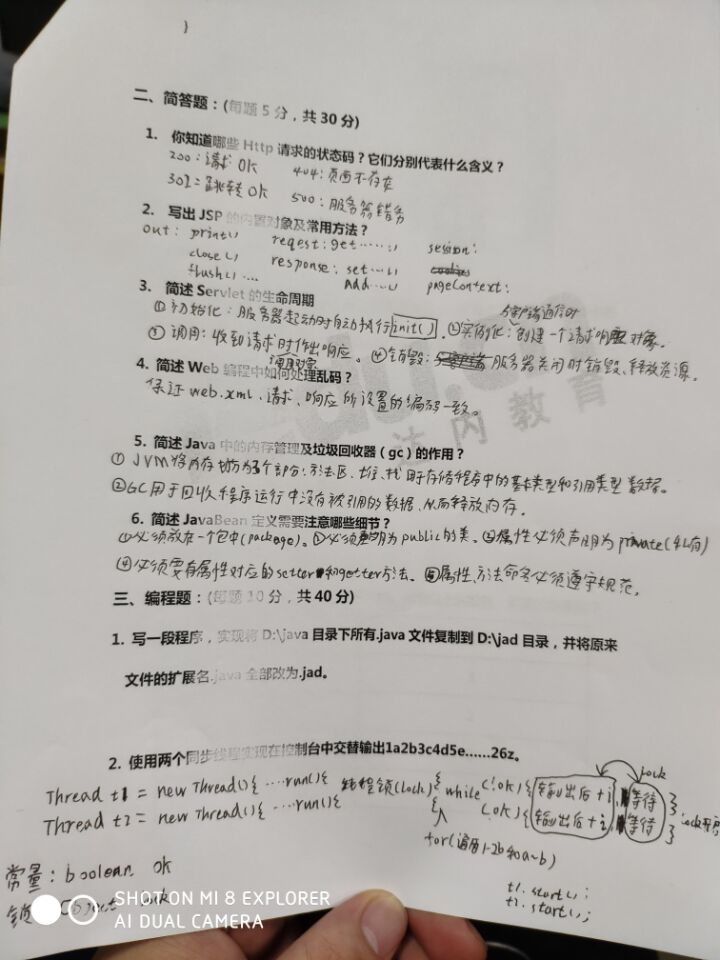 }
二、简答题：(每题 5 分，共 30 分)
1. 你知道哪些 Http 请求的状态码？它们分别代表什么含义？
200：请求 OK 404：页面不存在
302：跳转 OK 500：服务器错误
2. 写出 JSP 的内置对象及常用方法？
out: print() reqest: get……() session:
close() response: set…() cookies
flush()… add…() pageContext:
3. 简述 Servlet 的生命周期
客户端通信时
①初始化：服务器起动时自动执行init()。②实例化：创建一个请求响应对象。
③调用：收到请求时作出响应。④销毁：服务器关闭时销毁、释放资源。
调用对象
4. 简述 Web 编程中如何处理乱码？
保证 web.xml、请求、响应所设置的编码一致。
5. 简述 Java 中的内存管理及垃圾回收器（gc）的作用？
① JVM将内存划分为3个部分：方法区、堆、栈 用于存储程序中的基本类型和引用类型 数据。
②GC用于回收程序运行中没有被引用的数据、从而释放内存。
6. 简述 JavaBean 定义需要注意哪些细节？
①必须放在一个包中(package)。②必须声明为public的类。③属性必须声明为private(私有)
④必须要有属性对应的setter和getter方法。⑤属性、方法命名必须遵守规范。
三、编程题：(每题 10 分，共 40 分)
1. 写一段程序，实现将 D:\java 目录下所有.java 文件复制到 D:\jad 目录，并将原来
文件的扩展名.java 全部改为.jad。
2. 使用两个同步线程实现在控制台中交替输出1a2b3c4d5e……26z。
lock
Thread t1 = new Thread(){ ····run(){ 线程锁(lock){ while (!ok){ 输出后+i, 等待 }
Thread t2 = new Thread(){ ····run(){ (ok){ 输出后+i, 等待 }
for(遍历1-26和a~b)
常量：boolean ok
t1.start();
t2.start();
锁 Object
SHOT ON MI 8 EXPLORER
AI DUAL CAMERA
达内教育